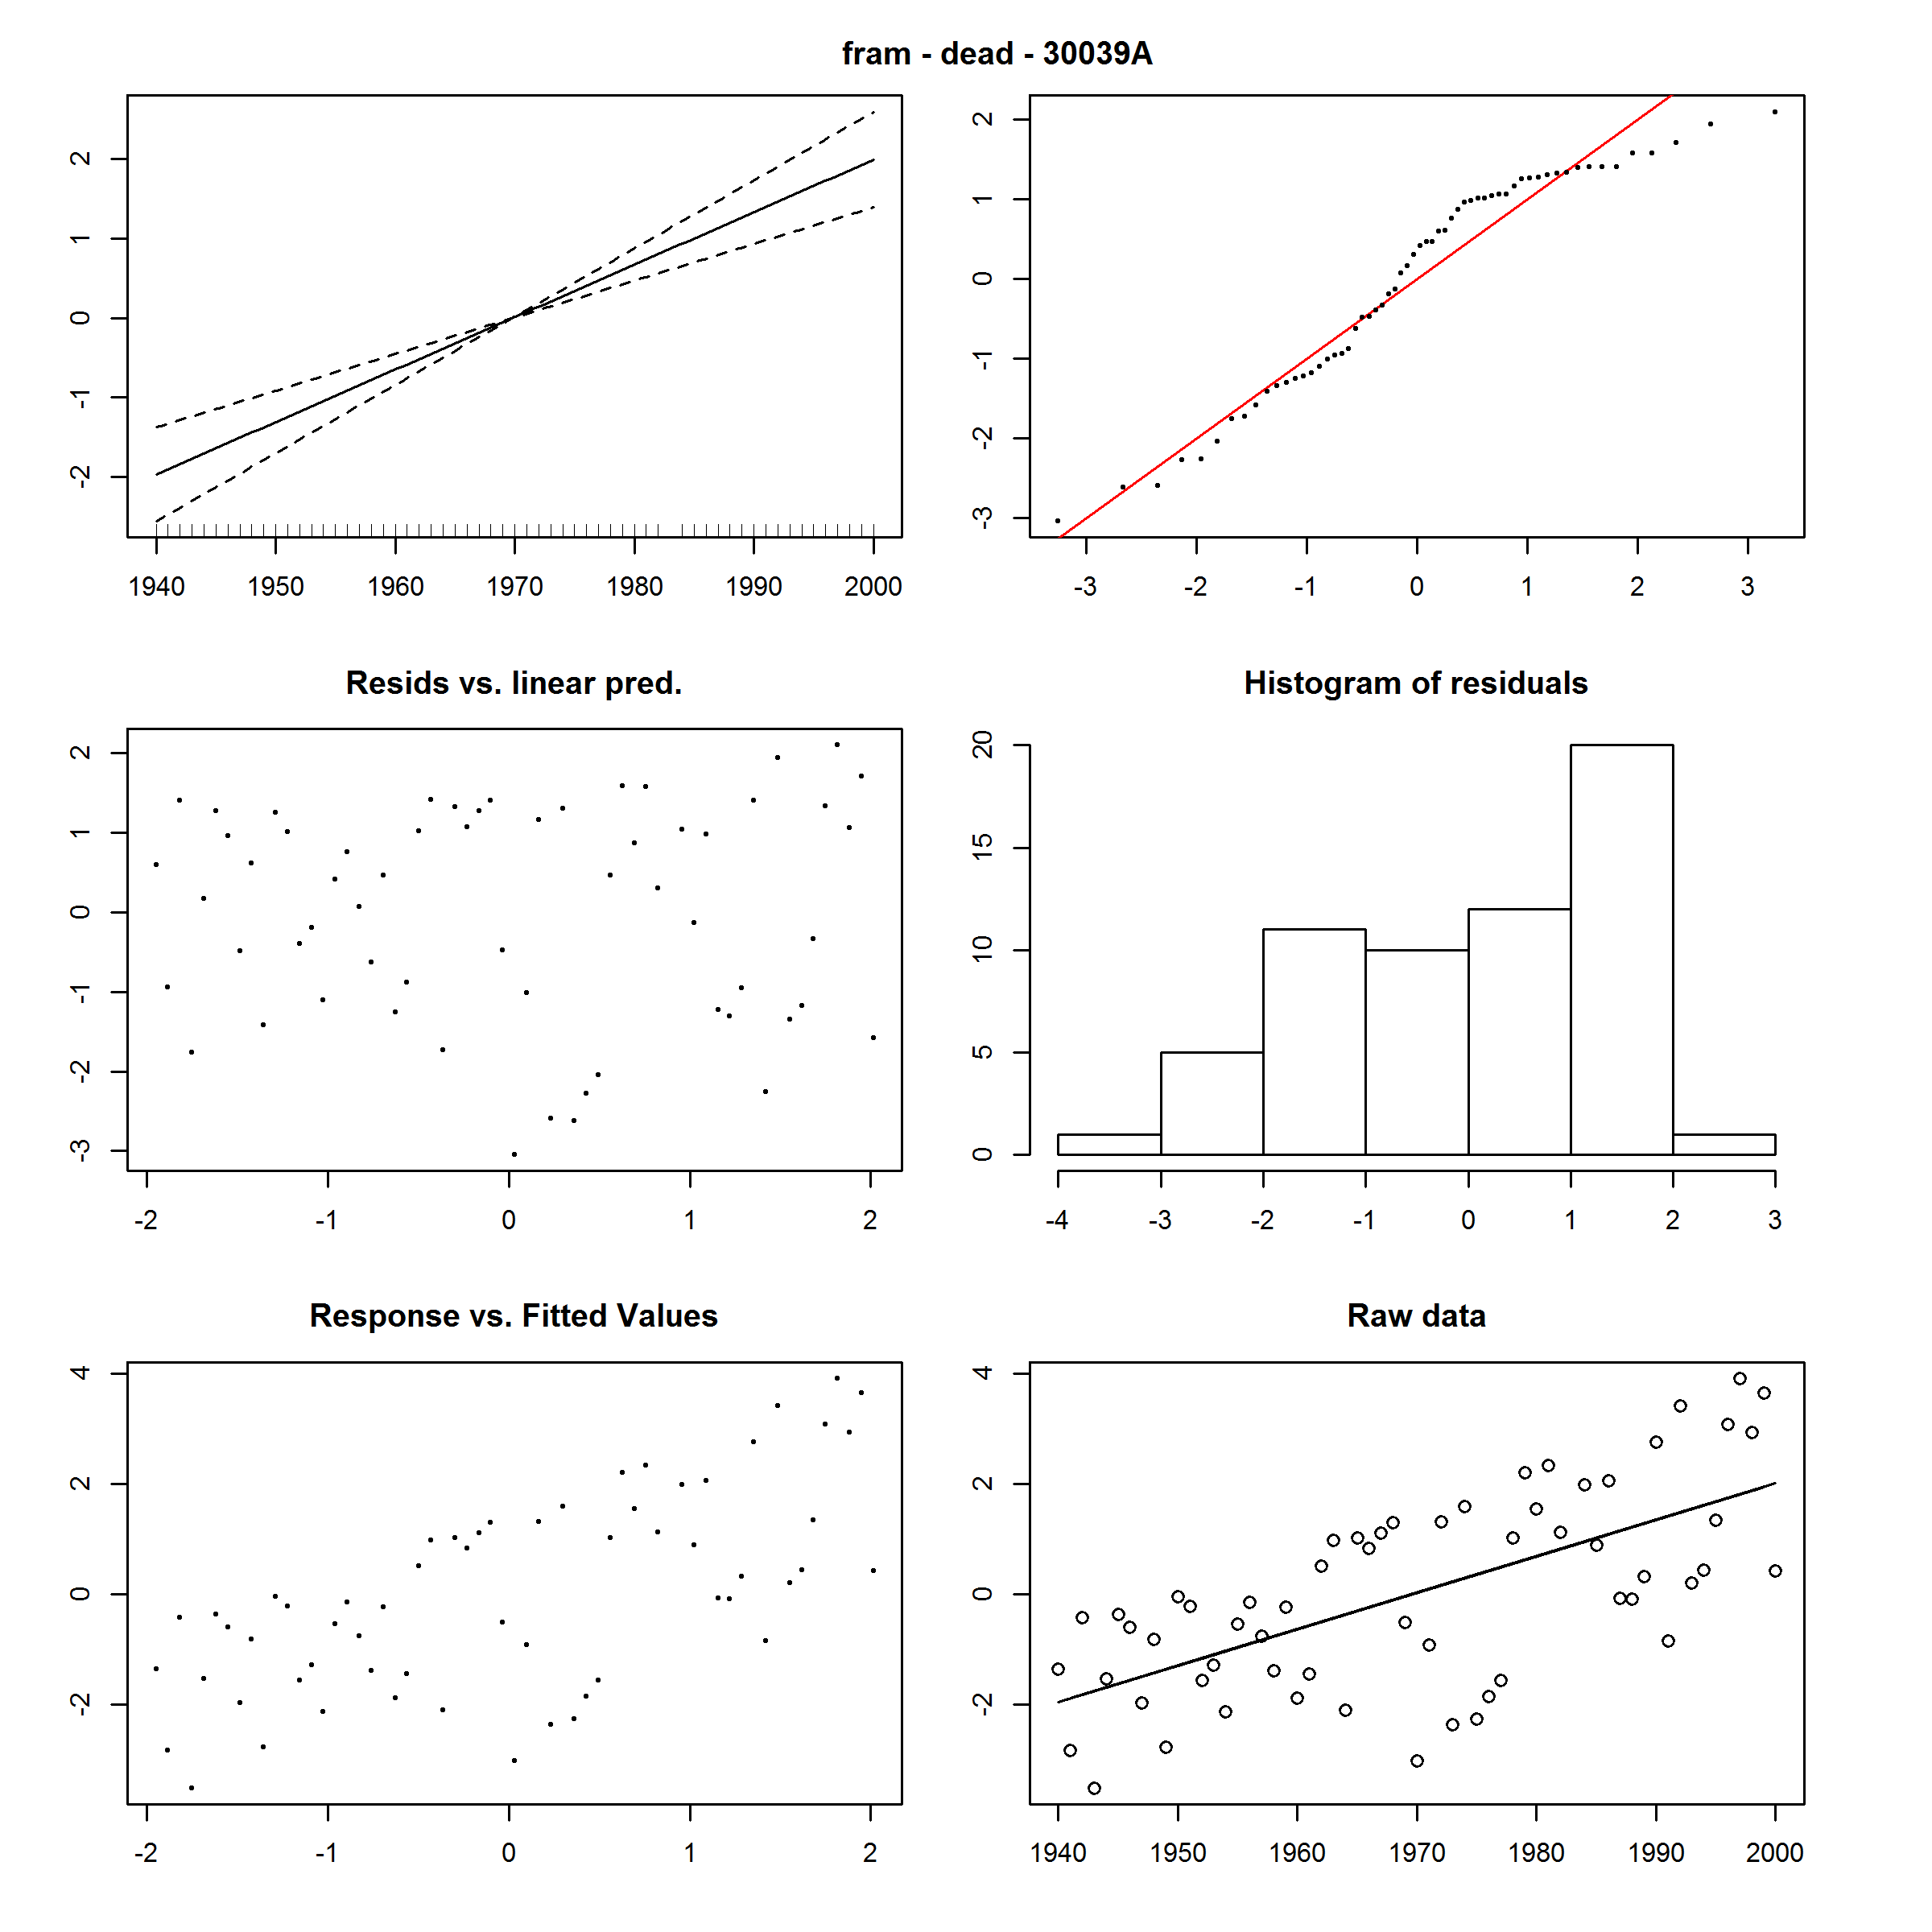 fram - dead - 30039A
2
1
0
-1
-2
1940 1950 1960 1970 1980 1990 2000
2
1
0
-1
-2
-3
-3 -2 -1 0 1 2 3
Resids vs. linear pred.
2
1
0
-1
-2
-3
-2 -1 0 1 2
Histogram of residuals
20
15
10
5
0
-4 -3 -2 -1 0 1 2 3
Response vs. Fitted Values
4
2
0
-2
-2 -1 0 1 2
Raw data
4
2
0
-2
1940 1950 1960 1970 1980 1990 2000